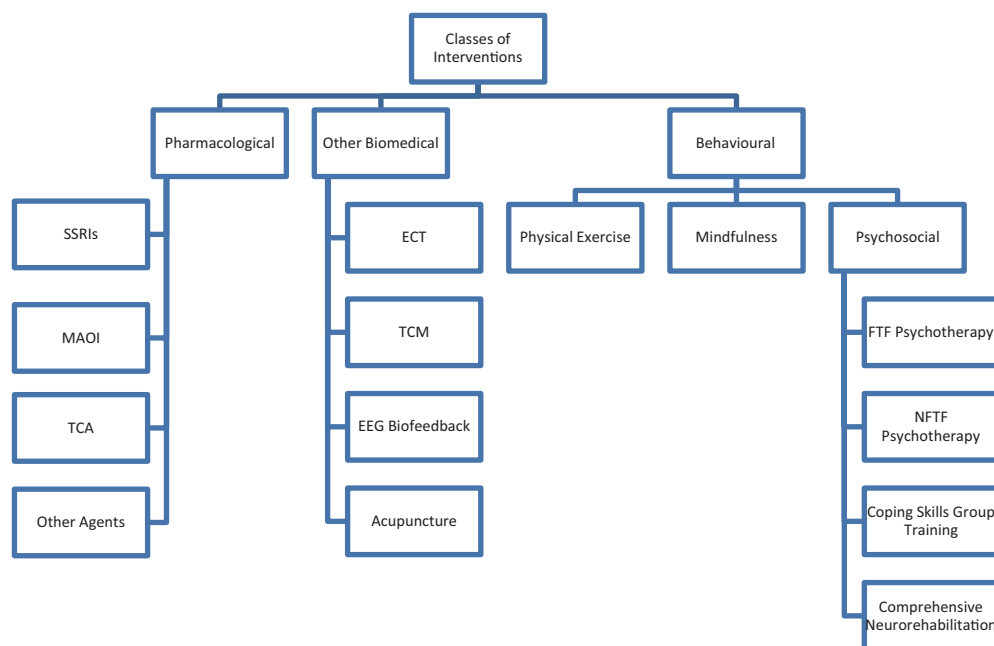 Classes of
Interventions
Pharmacological
Other Biomedical
Behavioural
SSRIs
MAOI
TCA
Other Agents
ECT
TCM
EEG Biofeedback
Acupuncture
Physical Exercise
Mindfulness
Psychosocial
FTF Psychotherapy
NFTF
Psychotherapy
Coping Skills Group
Training
Comprehensive
Neurorehabilitation